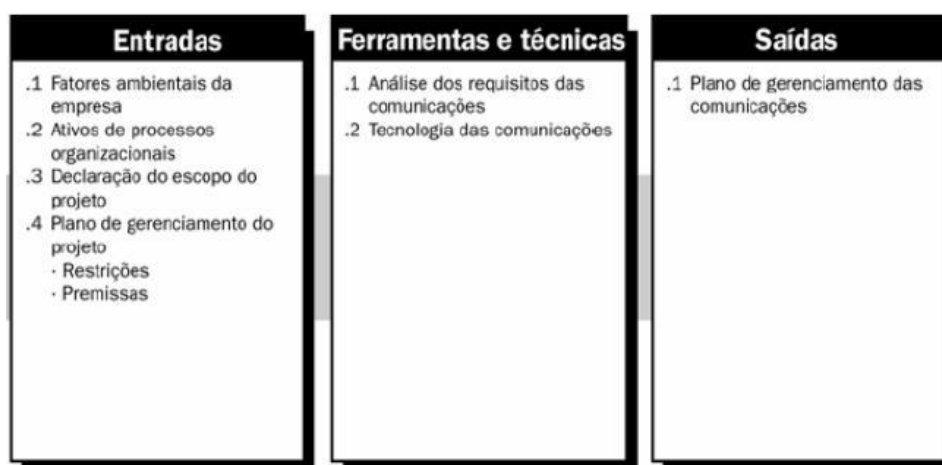 Entradas
.1 Fatores ambientais da
empresa
.2 Ativos de processos
organizacionais
.3 Declaração do escopo do
projeto
.4 Plano de gerenciamento do
projeto
· Restrições
· Premissas
Ferramentas e técnicas
.1 Análise dos requisitos das
comunicações
.2 Tecnologia das comunicações
Saídas
.1 Plano de gerenciamento das
comunicações